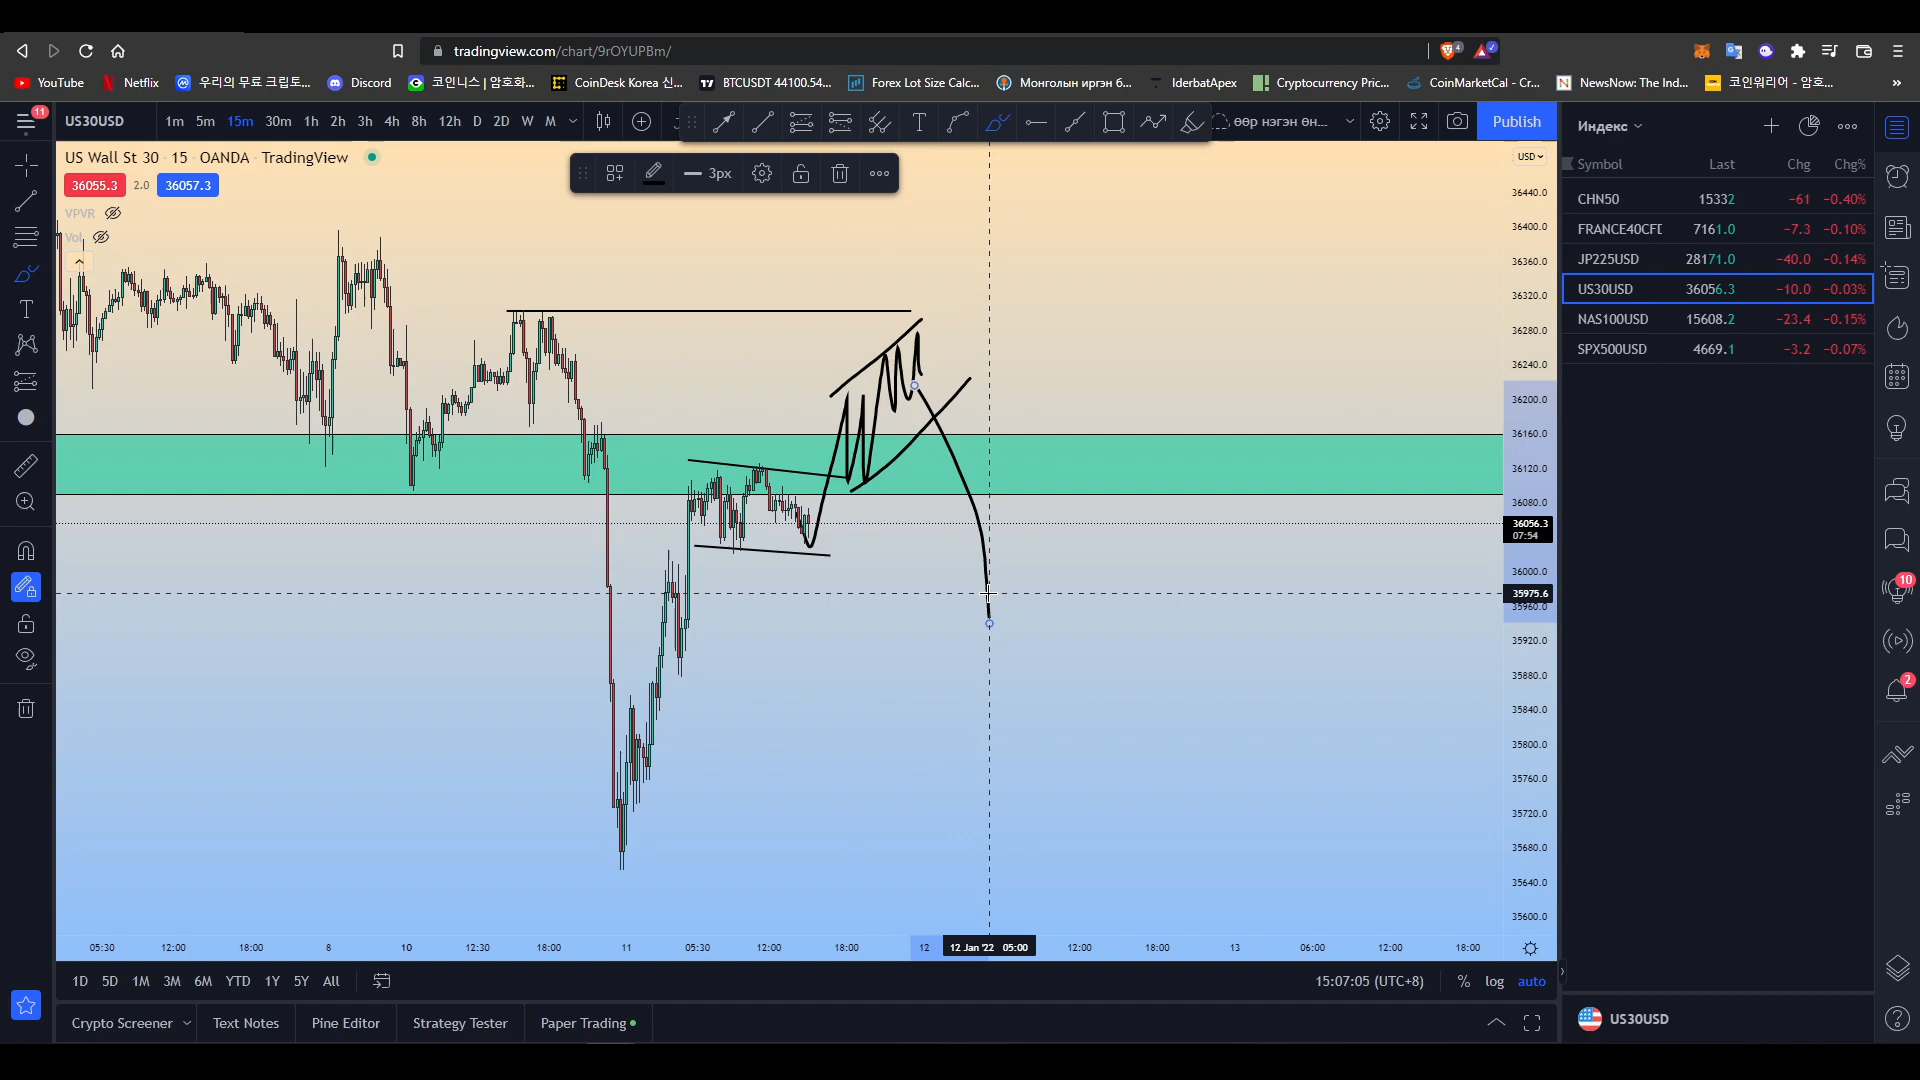 tradingview.com/chart/9rOYUPBm/
4
YouTube Netflix 우리의 무료 크립토... Discord 코인니스 | 암호화... CoinDesk Korea 신... BTCUSDT 44100.54... Forex Lot Size Calc... Монголын иргэн б... IderbatApex Cryptocurrency Pric... CoinMarketCal - Cr... NewsNow: The Ind... 코인워리어 - 암호... »
11
US30USD 1m 5m 15m 30m 1h 2h 3h 4h 8h 12h D 2D W M өөр нэгэн өн... Publish
US Wall St 30 · 15 · OANDA · TradingView
36055.3 2.0 36057.3
VPVR
Vol
3px
USD
36440.0
36400.0
36360.0
36320.0
36280.0
36240.0
36200.0
36160.0
36120.0
36080.0
36056.3
07:54
36000.0
35975.6
35960.0
35920.0
35880.0
35840.0
35800.0
35760.0
35720.0
35680.0
35640.0
35600.0
05:30 12:00 18:00 8 10 12:30 18:00 11 05:30 12:00 18:00 12 12 Jan '22 05:00 12:00 18:00 13 06:00 12:00 18:00
1D 5D 1M 3M 6M YTD 1Y 5Y All 15:07:05 (UTC+8) % log auto
Crypto Screener Text Notes Pine Editor Strategy Tester Paper Trading
Индекс
Symbol Last Chg Chg%
CHN50 15332 −61 −0.40%
FRANCE40CFD 7161.0 −7.3 −0.10%
JP225USD 28171.0 −40.0 −0.14%
US30USD 36056.3 −10.0 −0.03%
NAS100USD 15608.2 −23.4 −0.15%
SPX500USD 4669.1 −3.2 −0.07%
10
2
US30USD